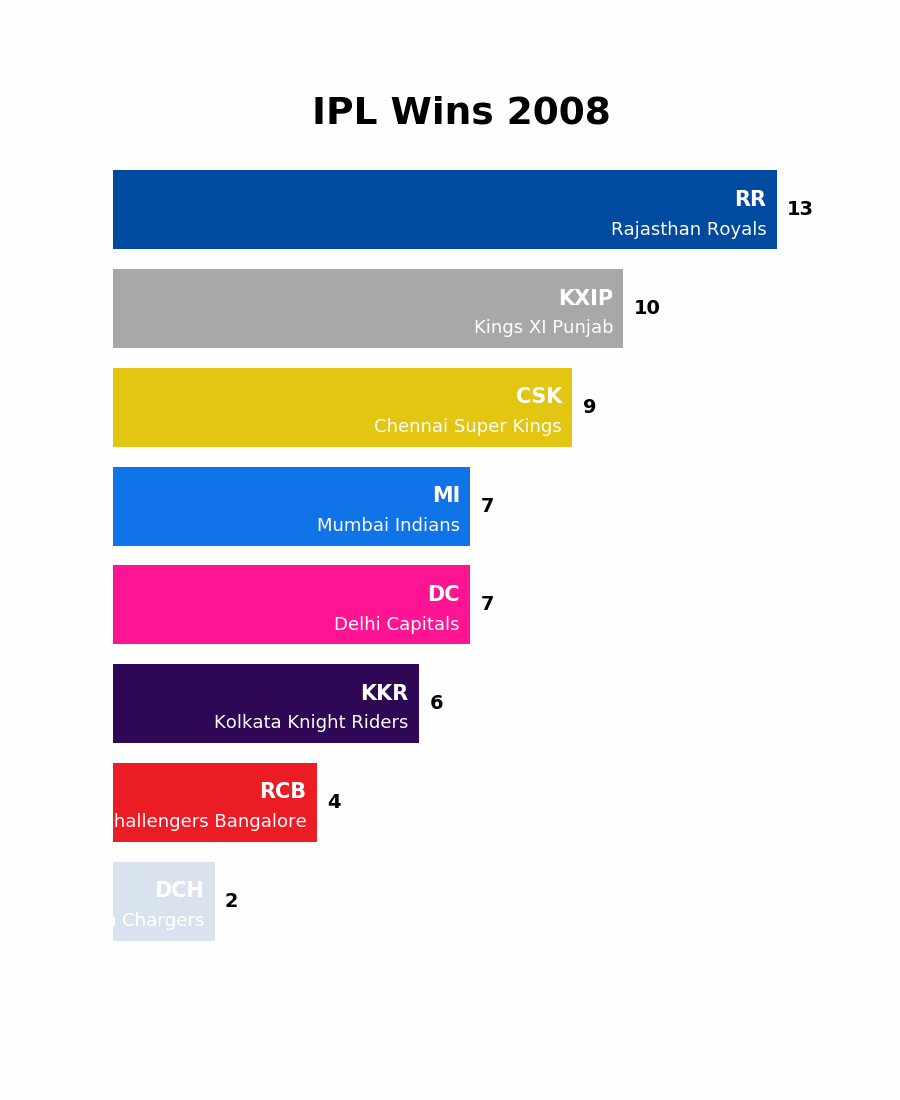 IPL Wins 2008
RR
Rajasthan Royals
13
KXIP
Kings XI Punjab
10
CSK
Chennai Super Kings
9
MI
Mumbai Indians
7
DC
Delhi Capitals
7
KKR
Kolkata Knight Riders
6
RCB
hallengers Bangalore
4
DCH
Chargers
2